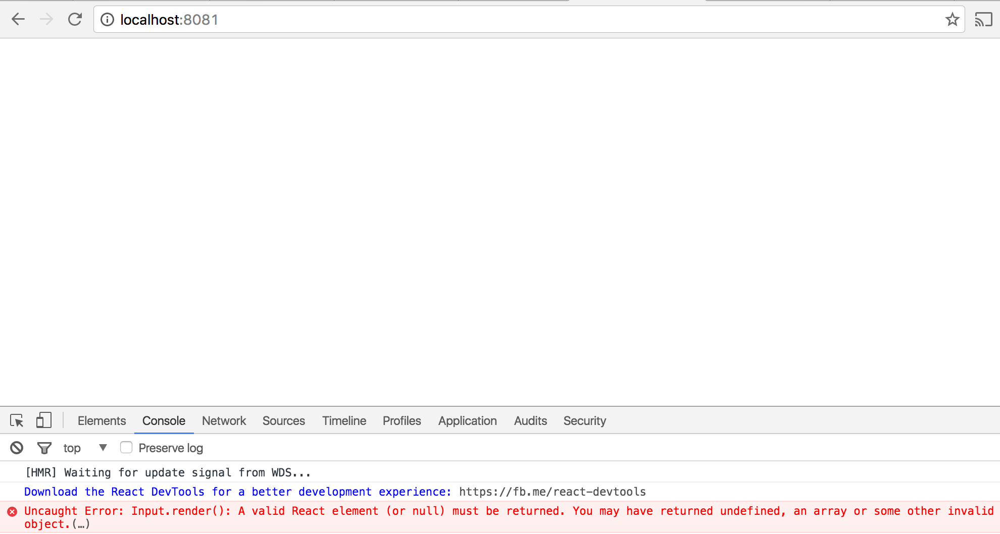 localhost:8081
Elements Console Network Sources Timeline Profiles Application Audits Security
top Preserve log
[HMR] Waiting for update signal from WDS...
Download the React DevTools for a better development experience: https://fb.me/react-devtools
Uncaught Error: Input.render(): A valid React element (or null) must be returned. You may have returned undefined, an array or some other invalid
object.(…)